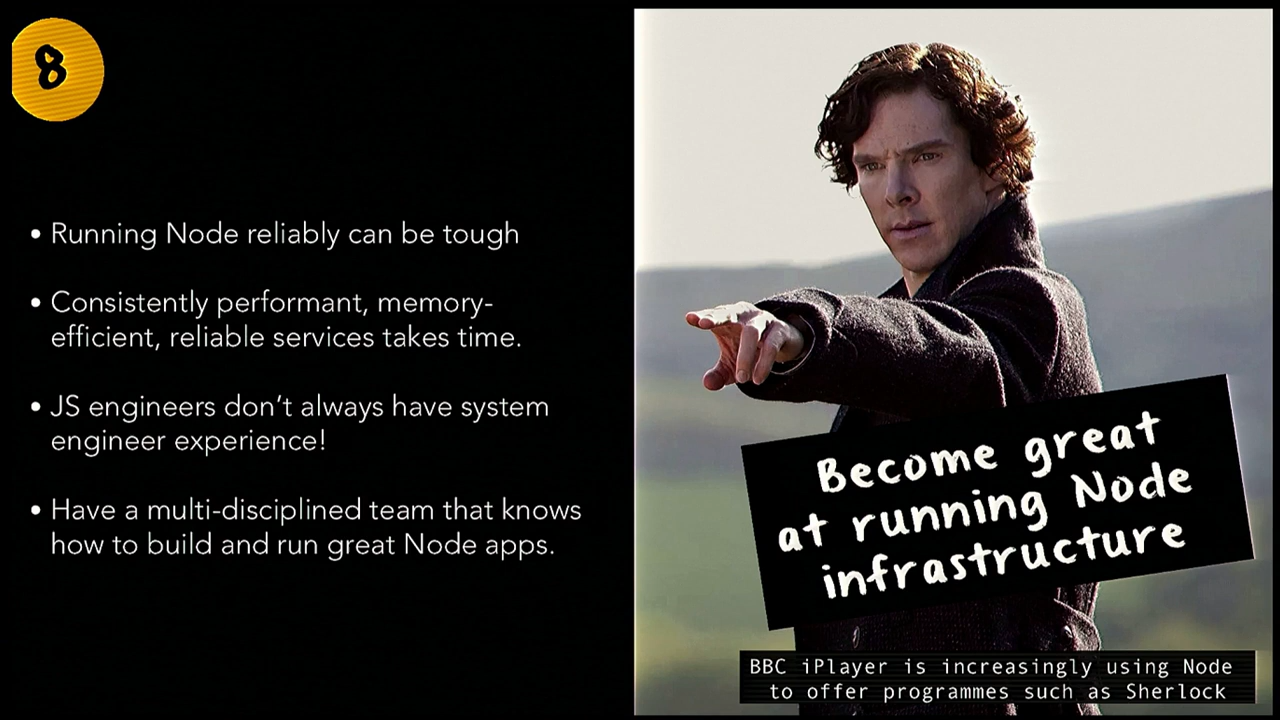 8
• Running Node reliably can be tough
• Consistently performant, memory-
efficient, reliable services takes time.
• JS engineers don’t always have system
engineer experience!
• Have a multi-disciplined team that knows
how to build and run great Node apps.
Become great
at running Node
infrastructure
BBC iPlayer is increasingly using Node
to offer programmes such as Sherlock